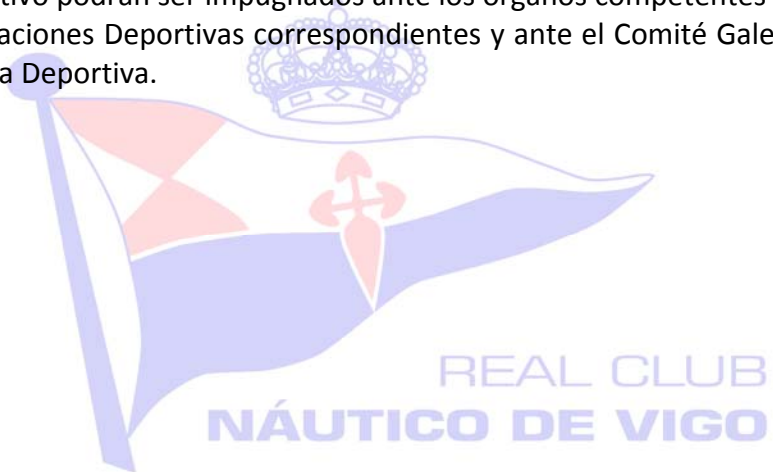 tivo podrán ser impugnados ante los órganos competentes
aciones Deportivas correspondientes y ante el Comité Gale
a Deportiva.
REAL CLUB
NÁUTICO DE VIGO